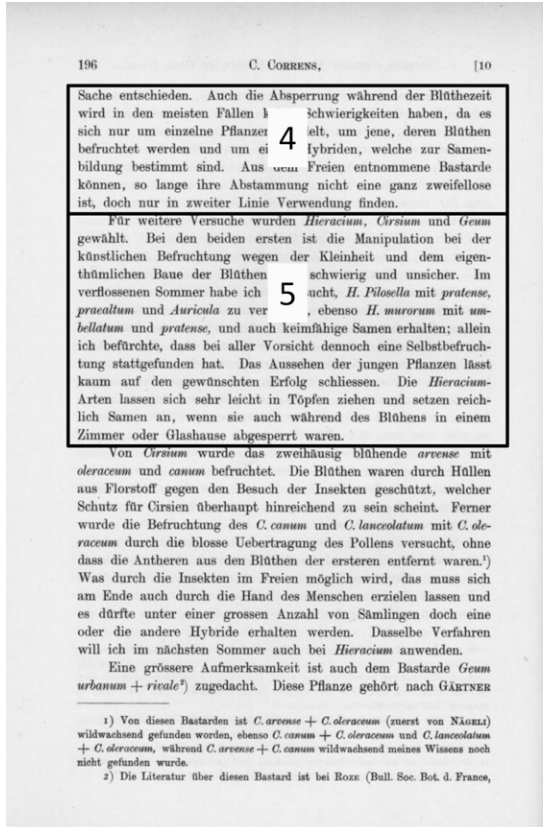 196 C. Correns, [10
Sache entschieden. Auch die Absperrung während der Blüthezeit
wird in den meisten Fällen Schwierigkeiten haben, da es
sich nur um einzelne Pflanzen um jene, deren Blüthen
4
befruchtet werden und um Hybriden, welche zur Samen-
bildung bestimmt sind. Aus dem Freien entnommene Bastarde
können, so lange ihre Abstammung nicht eine ganz zweifellose
ist, doch nur in zweiter Linie Verwendung finden.
Für weitere Versuche wurden Hieracium, Cirsium und Geum
gewählt. Bei den beiden ersten ist die Manipulation bei der
künstlichen Befruchtung wegen der Kleinheit und dem eigen-
thümlichen Baue der Blüthen schwierig und unsicher. Im
verflossenen Sommer habe ich H. Pilosella mit pratense,
5
praealtum und Auricula zu ebenso H. murorum mit um-
bellatum und pratense, und auch keimfähige Samen erhalten; allein
ich befürchte, dass bei aller Vorsicht dennoch eine Selbstbefruch-
tung stattgefunden hat. Das Aussehen der jungen Pflanzen lässt
kaum auf den gewünschten Erfolg schliessen. Die Hieracium-
Arten lassen sich sehr leicht in Töpfen ziehen und setzen reich-
lich Samen an, wenn sie auch während des Blühens in einem
Zimmer oder Glashause abgesperrt waren.
Von Cirsium wurde das zweihäusig blühende arvense mit
oleraceum und canum befruchtet. Die Blüthen waren durch Hüllen
aus Florstoff gegen den Besuch der Insekten geschützt, welcher
Schutz für Cirsien überhaupt hinreichend zu sein scheint. Ferner
wurde die Befruchtung des C. canum und C. lanceolatum mit C. ole-
raceum durch die blosse Uebertragung des Pollens versucht, ohne
dass die Antheren aus den Blüthen der ersteren entfernt waren.¹)
Was durch die Insekten im Freien möglich wird, das muss sich
am Ende auch durch die Hand des Menschen erzielen lassen und
es dürfte unter einer grossen Anzahl von Sämlingen doch eine
oder die andere Hybride erhalten werden. Dasselbe Verfahren
will ich im nächsten Sommer auch bei Hieracium anwenden.
Eine grössere Aufmerksamkeit ist auch dem Bastarde Geum
urbanum + rivale²) zugedacht. Diese Pflanze gehört nach Gärtner
1) Von diesen Bastarden ist C. arvense + C. oleraceum (zuerst von Nägeli)
wildwachsend gefunden worden, ebenso C. canum + C. oleraceum und C. lanceolatum
+ C. oleraceum, während C. arvense + C. canum wildwachsend meines Wissens noch
nicht gefunden wurde.
2) Die Literatur über diesen Bastard ist bei Roze (Bull. Soc. Bot. d. France,